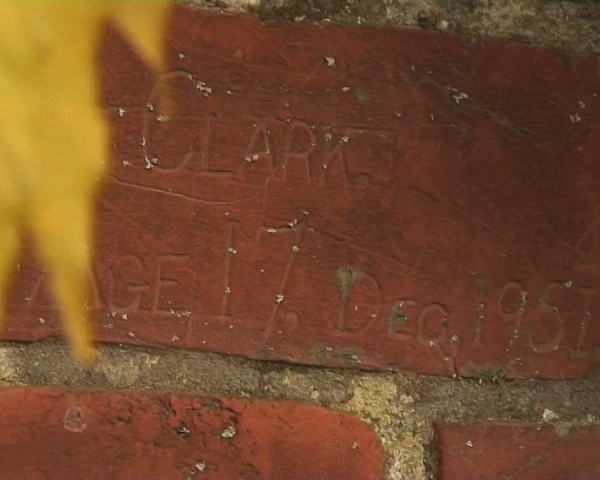 CLARK.
AGE, 17, DEC, 1951